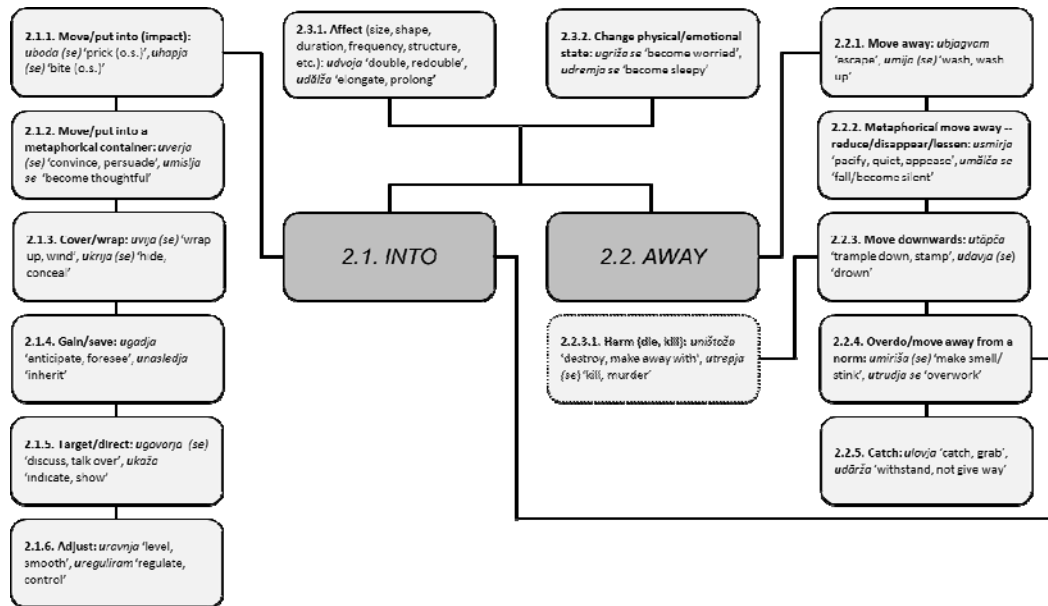 2.1.1. Move/put into (impact):
uboda (se) 'prick (o.s.)', uhapja
(se) 'bite (o.s.)'
2.1.2. Move/put into a
metaphorical container: uverja
(se) 'convince, persuade', umislja
se 'become thoughtful'
2.1.3. Cover/wrap: uvija (se) 'wrap
up, wind', ukrija (se) 'hide,
conceal'
2.1.4. Gain/save: ugadja
'anticipate, foresee', unasledja
'inherit'
2.1.5. Target/direct: ugovorja (se)
'discuss, talk over', ukaža
'indicate, show'
2.1.6. Adjust: uravnja 'level,
smooth', ureguliram 'regulate,
control'
2.3.1. Affect (size, shape,
duration, frequency, structure,
etc.): udvoja 'double, redouble',
udălža 'elongate, prolong'
2.3.2. Change physical/emotional
state: ugriža se 'become worried',
udremja se 'become sleepy'
2.1. INTO
2.2. AWAY
2.2.1. Move away: ubjagvam
'escape', umija (se) 'wash, wash
up'
2.2.2. Metaphorical move away --
reduce/disappear/lessen: usmirja
'pacify, quiet, appease', umălča se
'fall/become silent'
2.2.3. Move downwards: utăpča
'trample down, stamp', udavja (se)
'drown'
2.2.3.1. Harm (die, kill): uništoža
'destroy, make away with', utrepja
(se) 'kill, murder'
2.2.4. Overdo/move away from a
norm: umiriša (se) 'make smell/
stink', utrudja se 'overwork'
2.2.5. Catch: ulovja 'catch, grab',
udărža 'withstand, not give way'